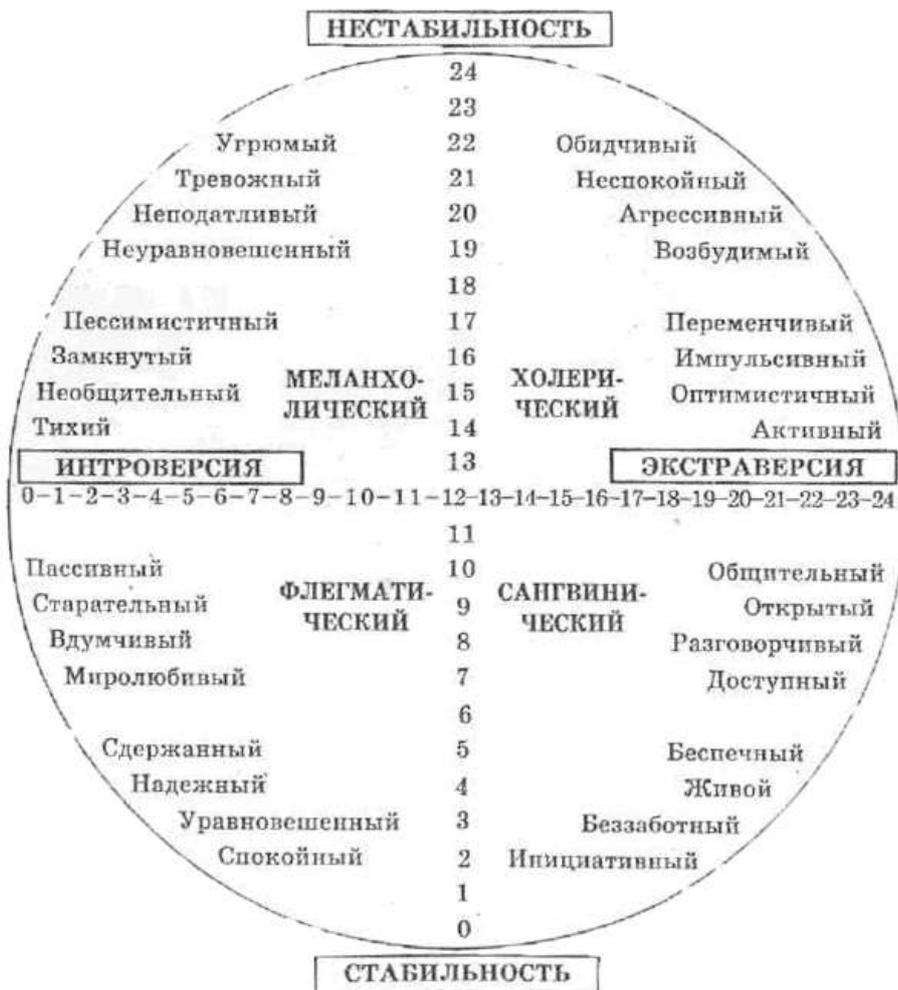 НЕСТАБИЛЬНОСТЬ
24
23
Угрюмый 22 Обидчивый
Тревожный 21 Неспокойный
Неподатливый 20 Агрессивный
Неуравновешенный 19 Возбудимый
18
Пессимистичный 17 Переменчивый
Замкнутый 16 Импульсивный
МЕЛАНХО- ХОЛЕРИ-
Необщительный 15 Оптимистичный
ЛИЧЕСКИЙ ЧЕСКИЙ
Тихий 14 Активный
ИНТРОВЕРСИЯ 13 ЭКСТРАВЕРСИЯ
0–1–2–3–4–5–6–7–8–9–10–11–12–13–14–15–16–17–18–19–20–21–22–23–24
11
Пассивный 10 Общительный
ФЛЕГМАТИ- САНГВИНИ-
Старательный 9 Открытый
ЧЕСКИЙ ЧЕСКИЙ
Вдумчивый 8 Разговорчивый
Миролюбивый 7 Доступный
6
Сдержанный 5 Беспечный
Надежный 4 Живой
Уравновешенный 3 Беззаботный
Спокойный 2 Инициативный
1
0
СТАБИЛЬНОСТЬ